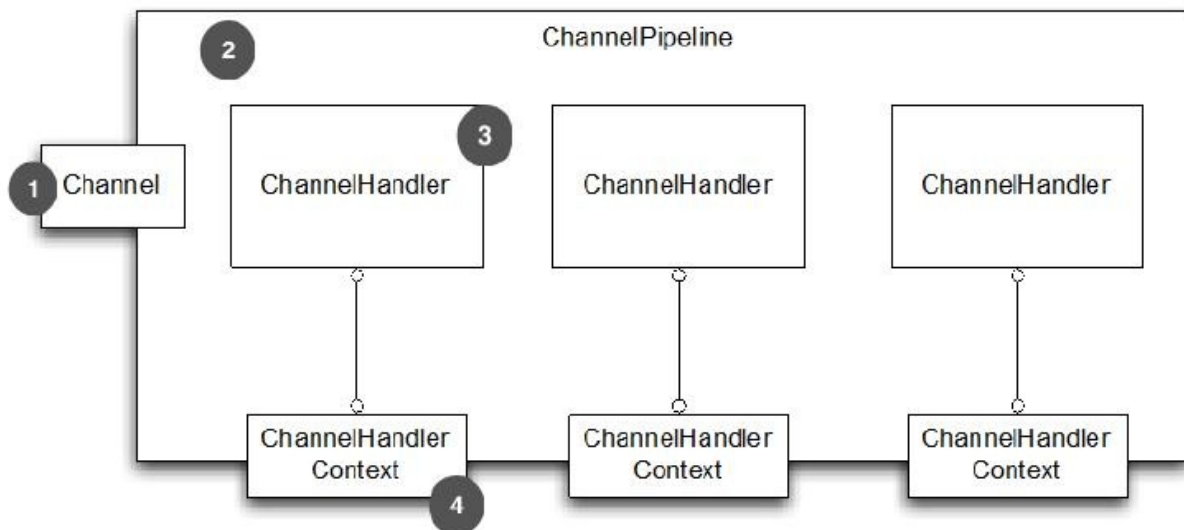 ChannelPipeline
2
3
1
Channel
ChannelHandler
ChannelHandler
ChannelHandler
ChannelHandler
Context
ChannelHandler
Context
ChannelHandler
Context
4